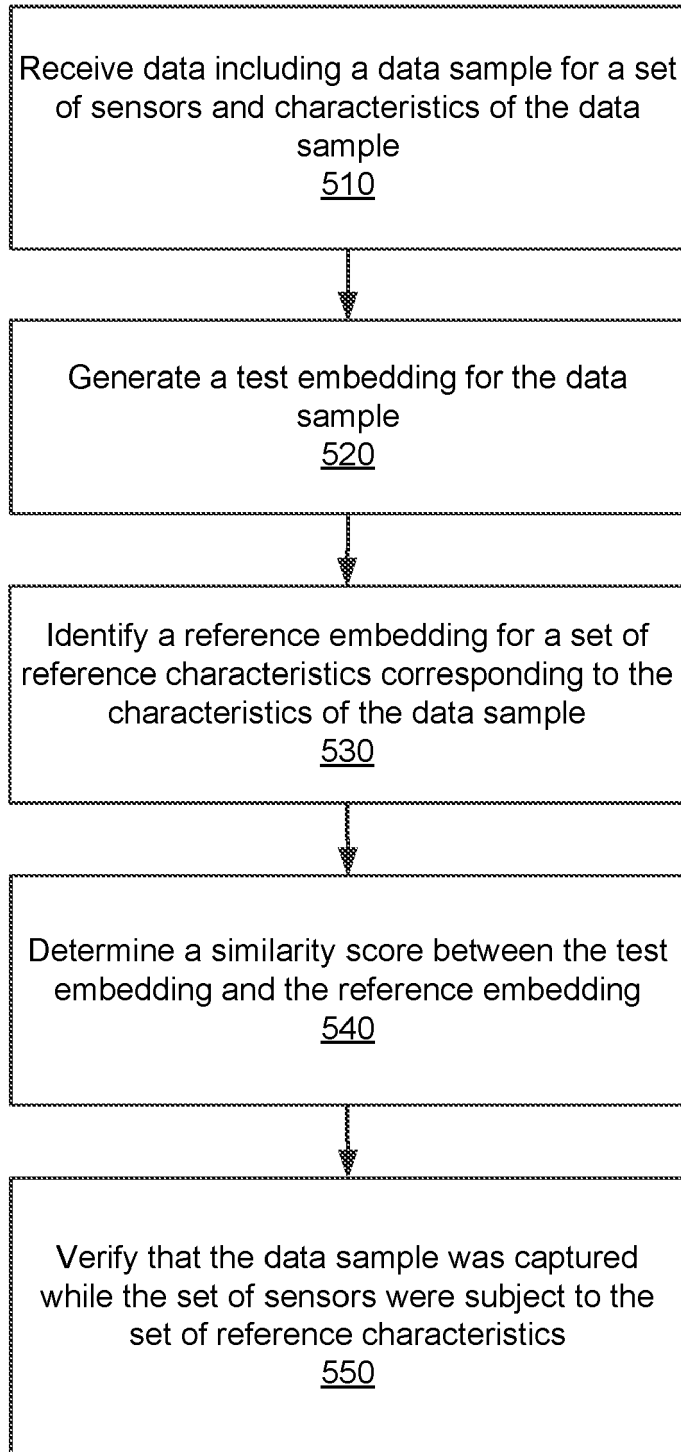 Receive data including a data sample for a set
of sensors and characteristics of the data
sample
510
Generate a test embedding for the data
sample
520
Identify a reference embedding for a set of
reference characteristics corresponding to the
characteristics of the data sample
530
Determine a similarity score between the test
embedding and the reference embedding
540
Verify that the data sample was captured
while the set of sensors were subject to the
set of reference characteristics
550